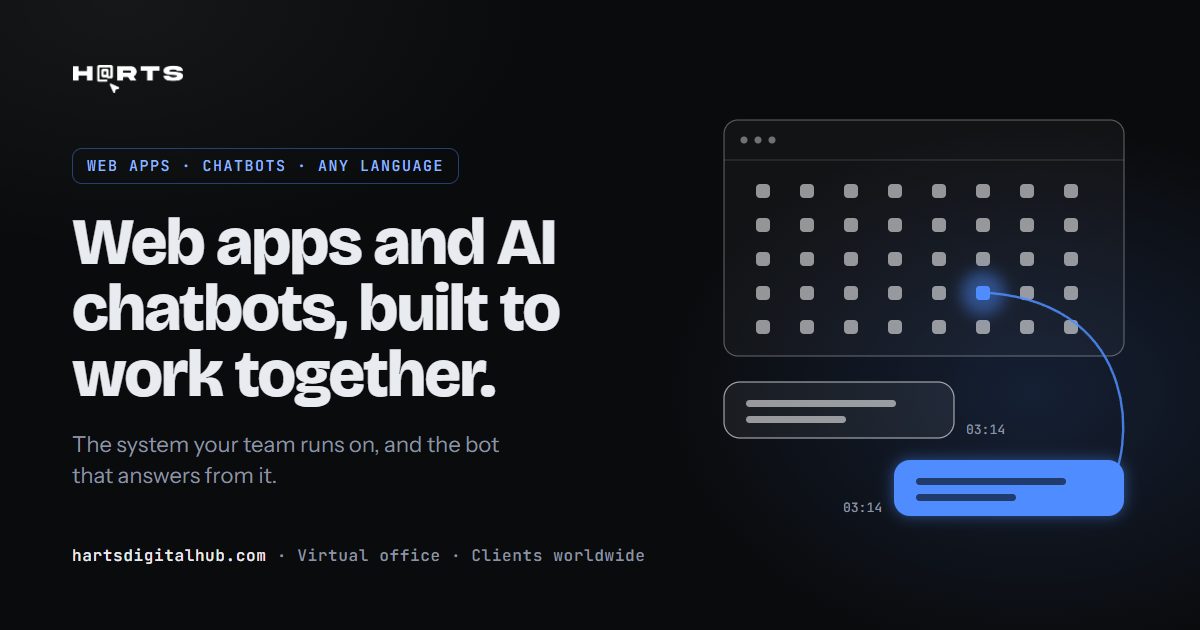 H@RTS
WEB APPS · CHATBOTS · ANY LANGUAGE
Web apps and AI
chatbots, built to
work together.
The system your team runs on, and the bot
that answers from it.
hartsdigitalhub.com · Virtual office · Clients worldwide
03:14
03:14